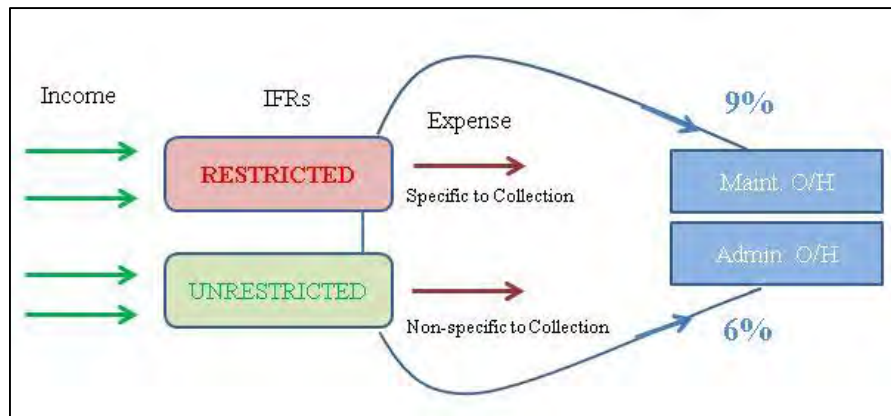 Income
IFRs
Expense
9%
RESTRICTED
Specific to Collection
Maint. O/H
Admin. O/H
UNRESTRICTED
Non-specific to Collection
6%